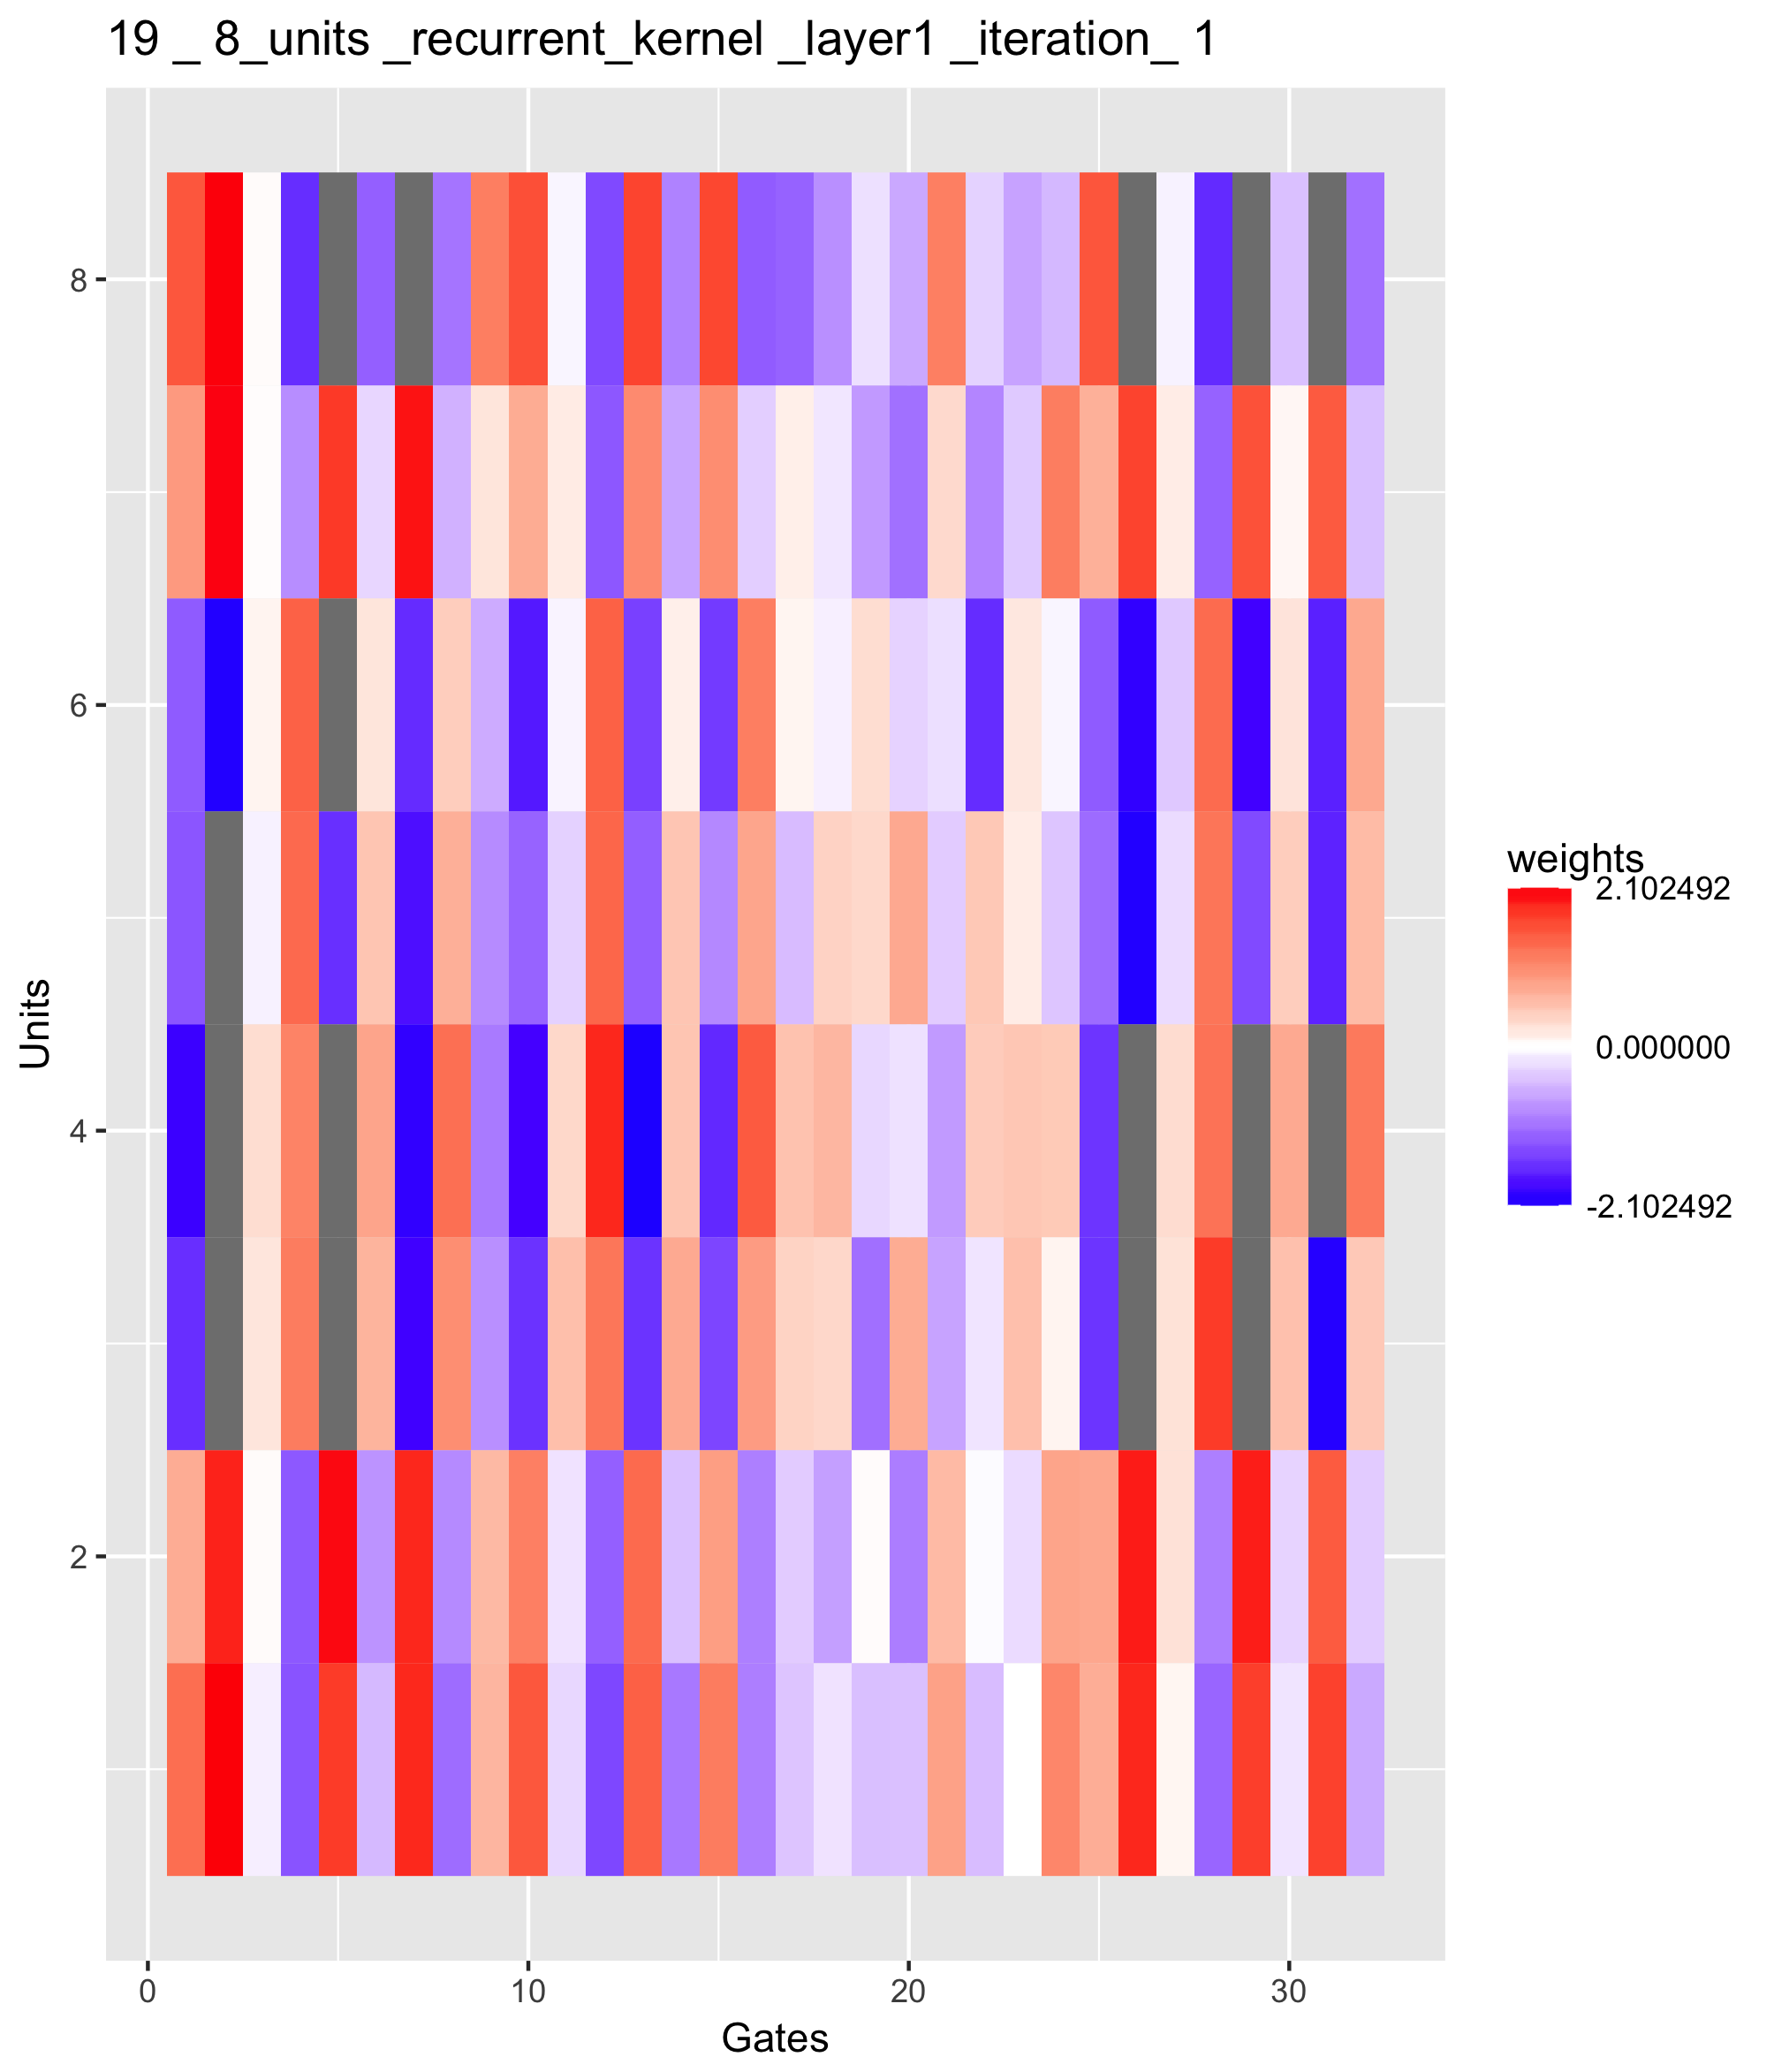 19 _ 8_units _recurrent_kernel _layer1 _iteration_ 1
8
6
4
2
Units
0 10 20 30
Gates
weights
2.102492
0.000000
-2.102492